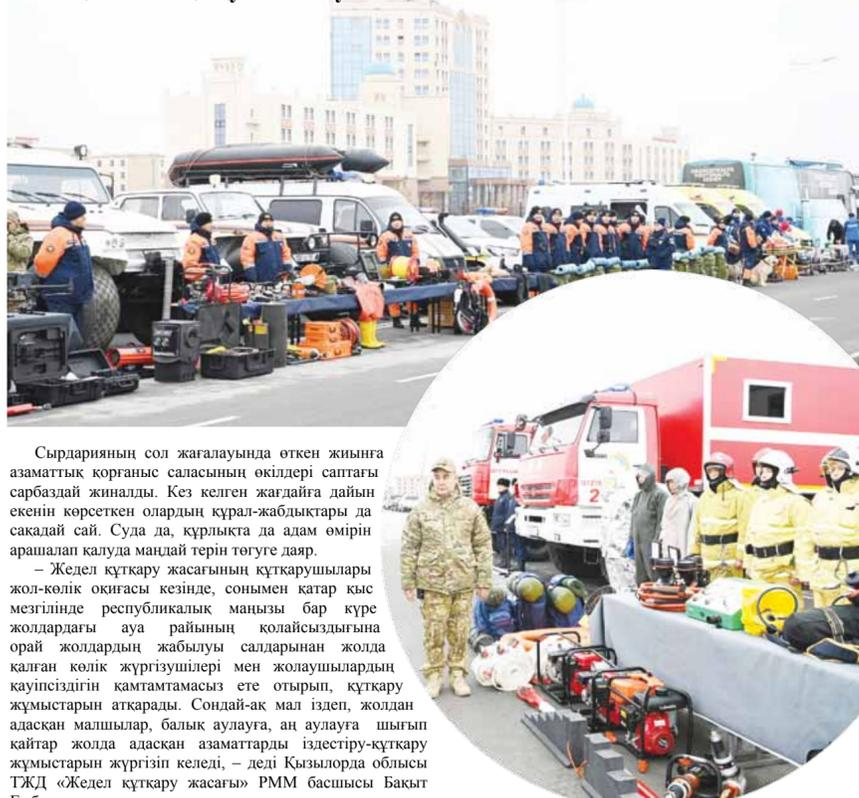 Сырдарияның сол жағалауында өткен жиынға
азаматтық қорғаныс саласының өкілдері саптағы
сарбаздай жиналды. Кез келген жағдайға дайын
екенін көрсеткен олардың құрал-жабдықтары да
сақадай сай. Суда да, құрлықта да адам өмірін
арашалап қалуда маңдай терін төгуге даяр.
– Жедел құтқару жасағының құтқарушылары
жол-көлік оқиғасы кезінде, сонымен қатар қыс
мезгілінде республикалық маңызы бар күре
жолдардағы ауа райының қолайсыздығына
орай жолдардың жабылуы салдарынан жолда
қалған көлік жүргізушілері мен жолаушылардың
қауіпсіздігін қамтамтамасыз ете отырып, құтқару
жұмыстарын атқарады. Сондай-ақ мал іздеп, жолдан
адасқан малшылар, балық аулауға, аң аулауға шығып
қайтар жолда адасқан азаматтарды іздестіру-құтқару
жұмыстарын жүргізіп келеді, – деді Қызылорда облысы
ТЖД «Жедел құтқару жасағы» РММ басшысы Бақыт